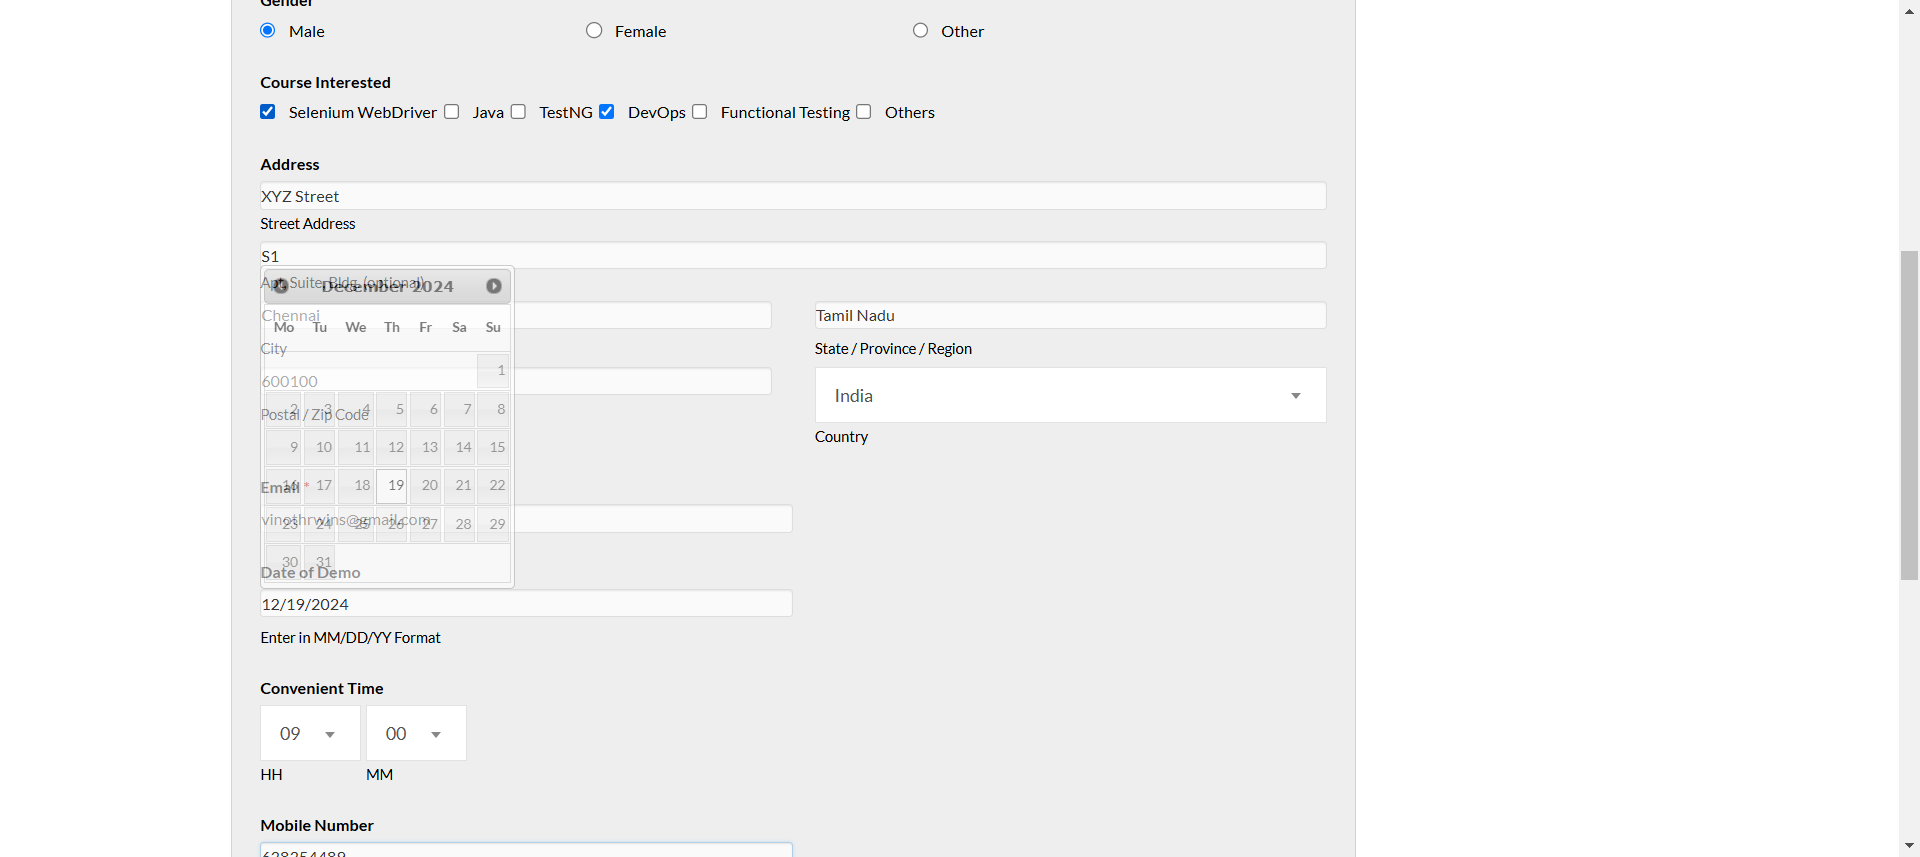 Gender
Male Female Other
Course Interested
Selenium WebDriver Java TestNG DevOps Functional Testing Others
Address
XYZ Street
Street Address
S1
Apt, Suite, Bldg. (optional)
December 2024
Chennai
Tamil Nadu
Mo Tu We Th Fr Sa Su
City
State / Province / Region
1
600100
India
2 3 4 5 6 7 8
Postal / Zip Code
Country
9 10 11 12 13 14 15
16 17 18 19 20 21 22
Email *
23 24 25 26 27 28 29
vinothrwins@gmail.com
30 31
Date of Demo
12/19/2024
Enter in MM/DD/YY Format
Convenient Time
09 00
HH MM
Mobile Number
628254489